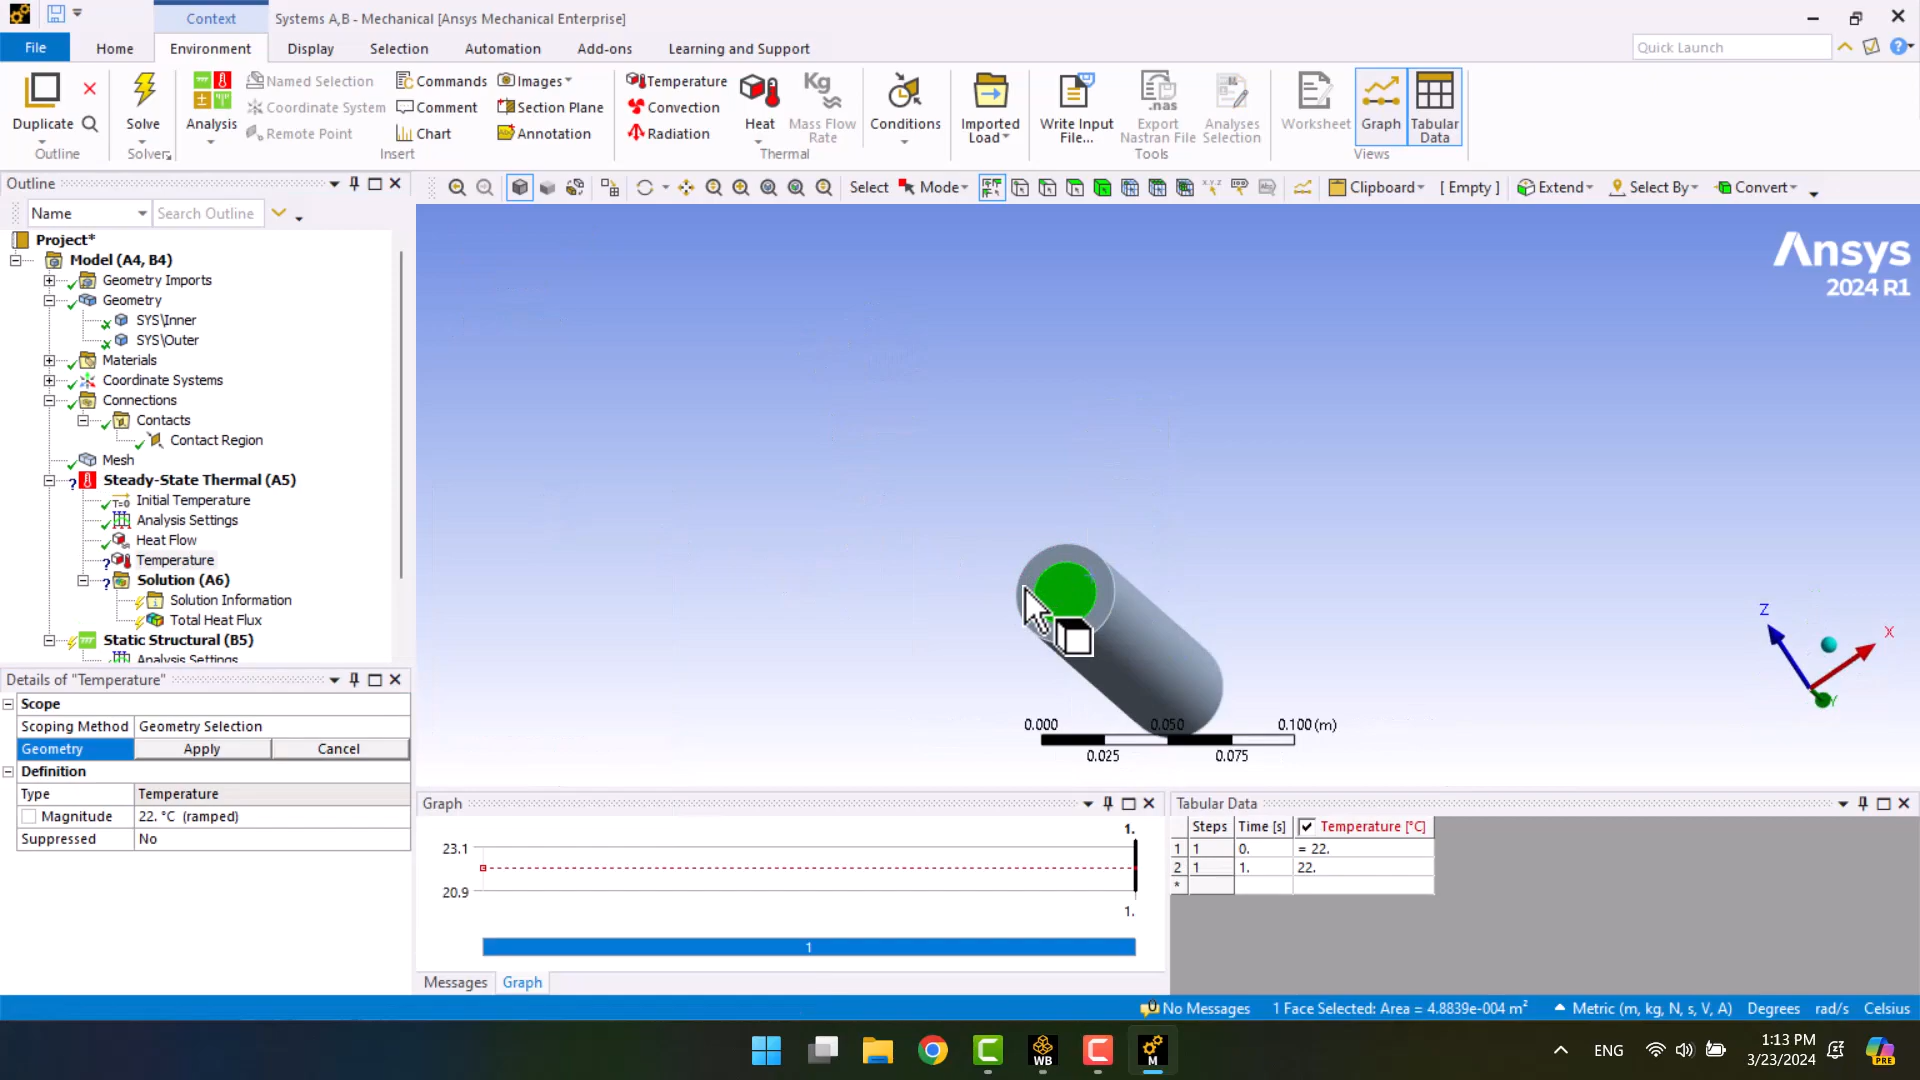 Context
Systems A,B - Mechanical [Ansys Mechanical Enterprise]
File
Home
Environment
Display
Selection
Automation
Add-ons
Learning and Support
Quick Launch
Duplicate
Outline
Solve
Solver
Analysis
Named Selection
Coordinate System
Remote Point
Commands
Comment
Chart
Images
Section Plane
Annotation
Insert
Temperature
Convection
Radiation
Heat
Mass Flow
Rate
Thermal
Conditions
Imported
Load
Write Input
File...
.nas
Export
Nastran File
Analyses
Selection
Tools
Worksheet
Graph
Tabular
Data
Views
Outline
Select
Mode
Clipboard
[ Empty ]
Extend
Select By
Convert
Name
Search Outline
Project*
Model (A4, B4)
Geometry Imports
Geometry
SYS\Inner
SYS\Outer
Materials
Coordinate Systems
Connections
Contacts
Contact Region
Mesh
Steady-State Thermal (A5)
Initial Temperature
Analysis Settings
Heat Flow
Temperature
Solution (A6)
Solution Information
Total Heat Flux
Static Structural (B5)
Analysis Settings
Ansys
2024 R1
Z
X
Y
0.000
0.050
0.100 (m)
0.025
0.075
Details of "Temperature"
Scope
Scoping Method Geometry Selection
Geometry Apply Cancel
Definition
Type Temperature
Magnitude 22. °C (ramped)
Suppressed No
Graph
1.
23.1
20.9
1.
1
Messages
Graph
Tabular Data
Steps Time [s] Temperature [°C]
1 1 0. = 22.
2 1 1. 22.
*
No Messages
1 Face Selected: Area = 4.8839e-004 m²
Metric (m, kg, N, s, V, A)
Degrees
rad/s
Celsius
WB
M
ENG
1:13 PM
3/23/2024
PRE